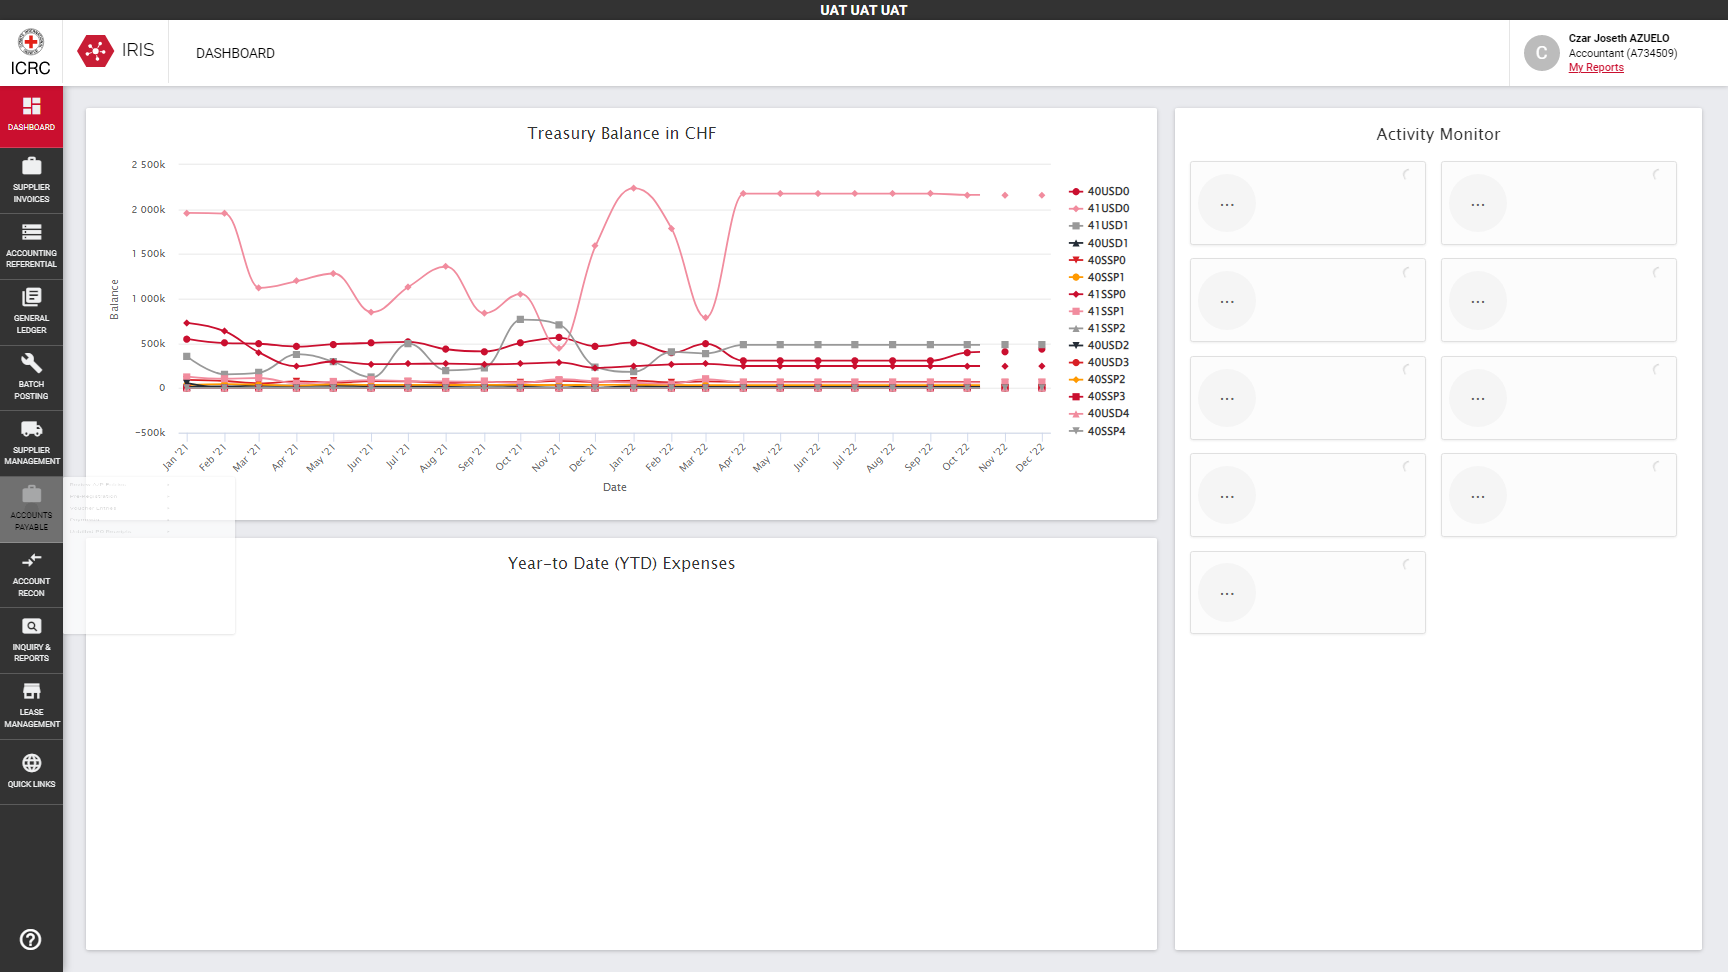 UAT UAT UAT
ICRC
IRIS
DASHBOARD
Czar Joseth AZUELO
Accountant (A734509)
My Reports
DASHBOARD
SUPPLIER
INVOICES
ACCOUNTING
REFERENTIAL
GENERAL
LEDGER
BATCH
POSTING
SUPPLIER
MANAGEMENT
ACCOUNTS
PAYABLE
ACCOUNT
RECON
INQUIRY &
REPORTS
LEASE
MANAGEMENT
QUICK LINKS
Treasury Balance in CHF
2 500k
2 000k
1 500k
1 000k
500k
0
-500k
Balance
Jan '21
Feb '21
Mar '21
Apr '21
May '21
Jun '21
Jul '21
Aug '21
Sep '21
Oct '21
Nov '21
Dec '21
Jan '22
Feb '22
Mar '22
Apr '22
May '22
Jun '22
Jul '22
Aug '22
Sep '22
Oct '22
Nov '22
Dec '22
Date
40USD0
41USD0
41USD1
40USD1
40SSP0
40SSP1
41SSP0
41SSP1
41SSP2
40USD2
40USD3
40SSP2
40SSP3
40USD4
40SSP4
Year-to Date (YTD) Expenses
Activity Monitor
...
...
...
...
...
...
...
...
...